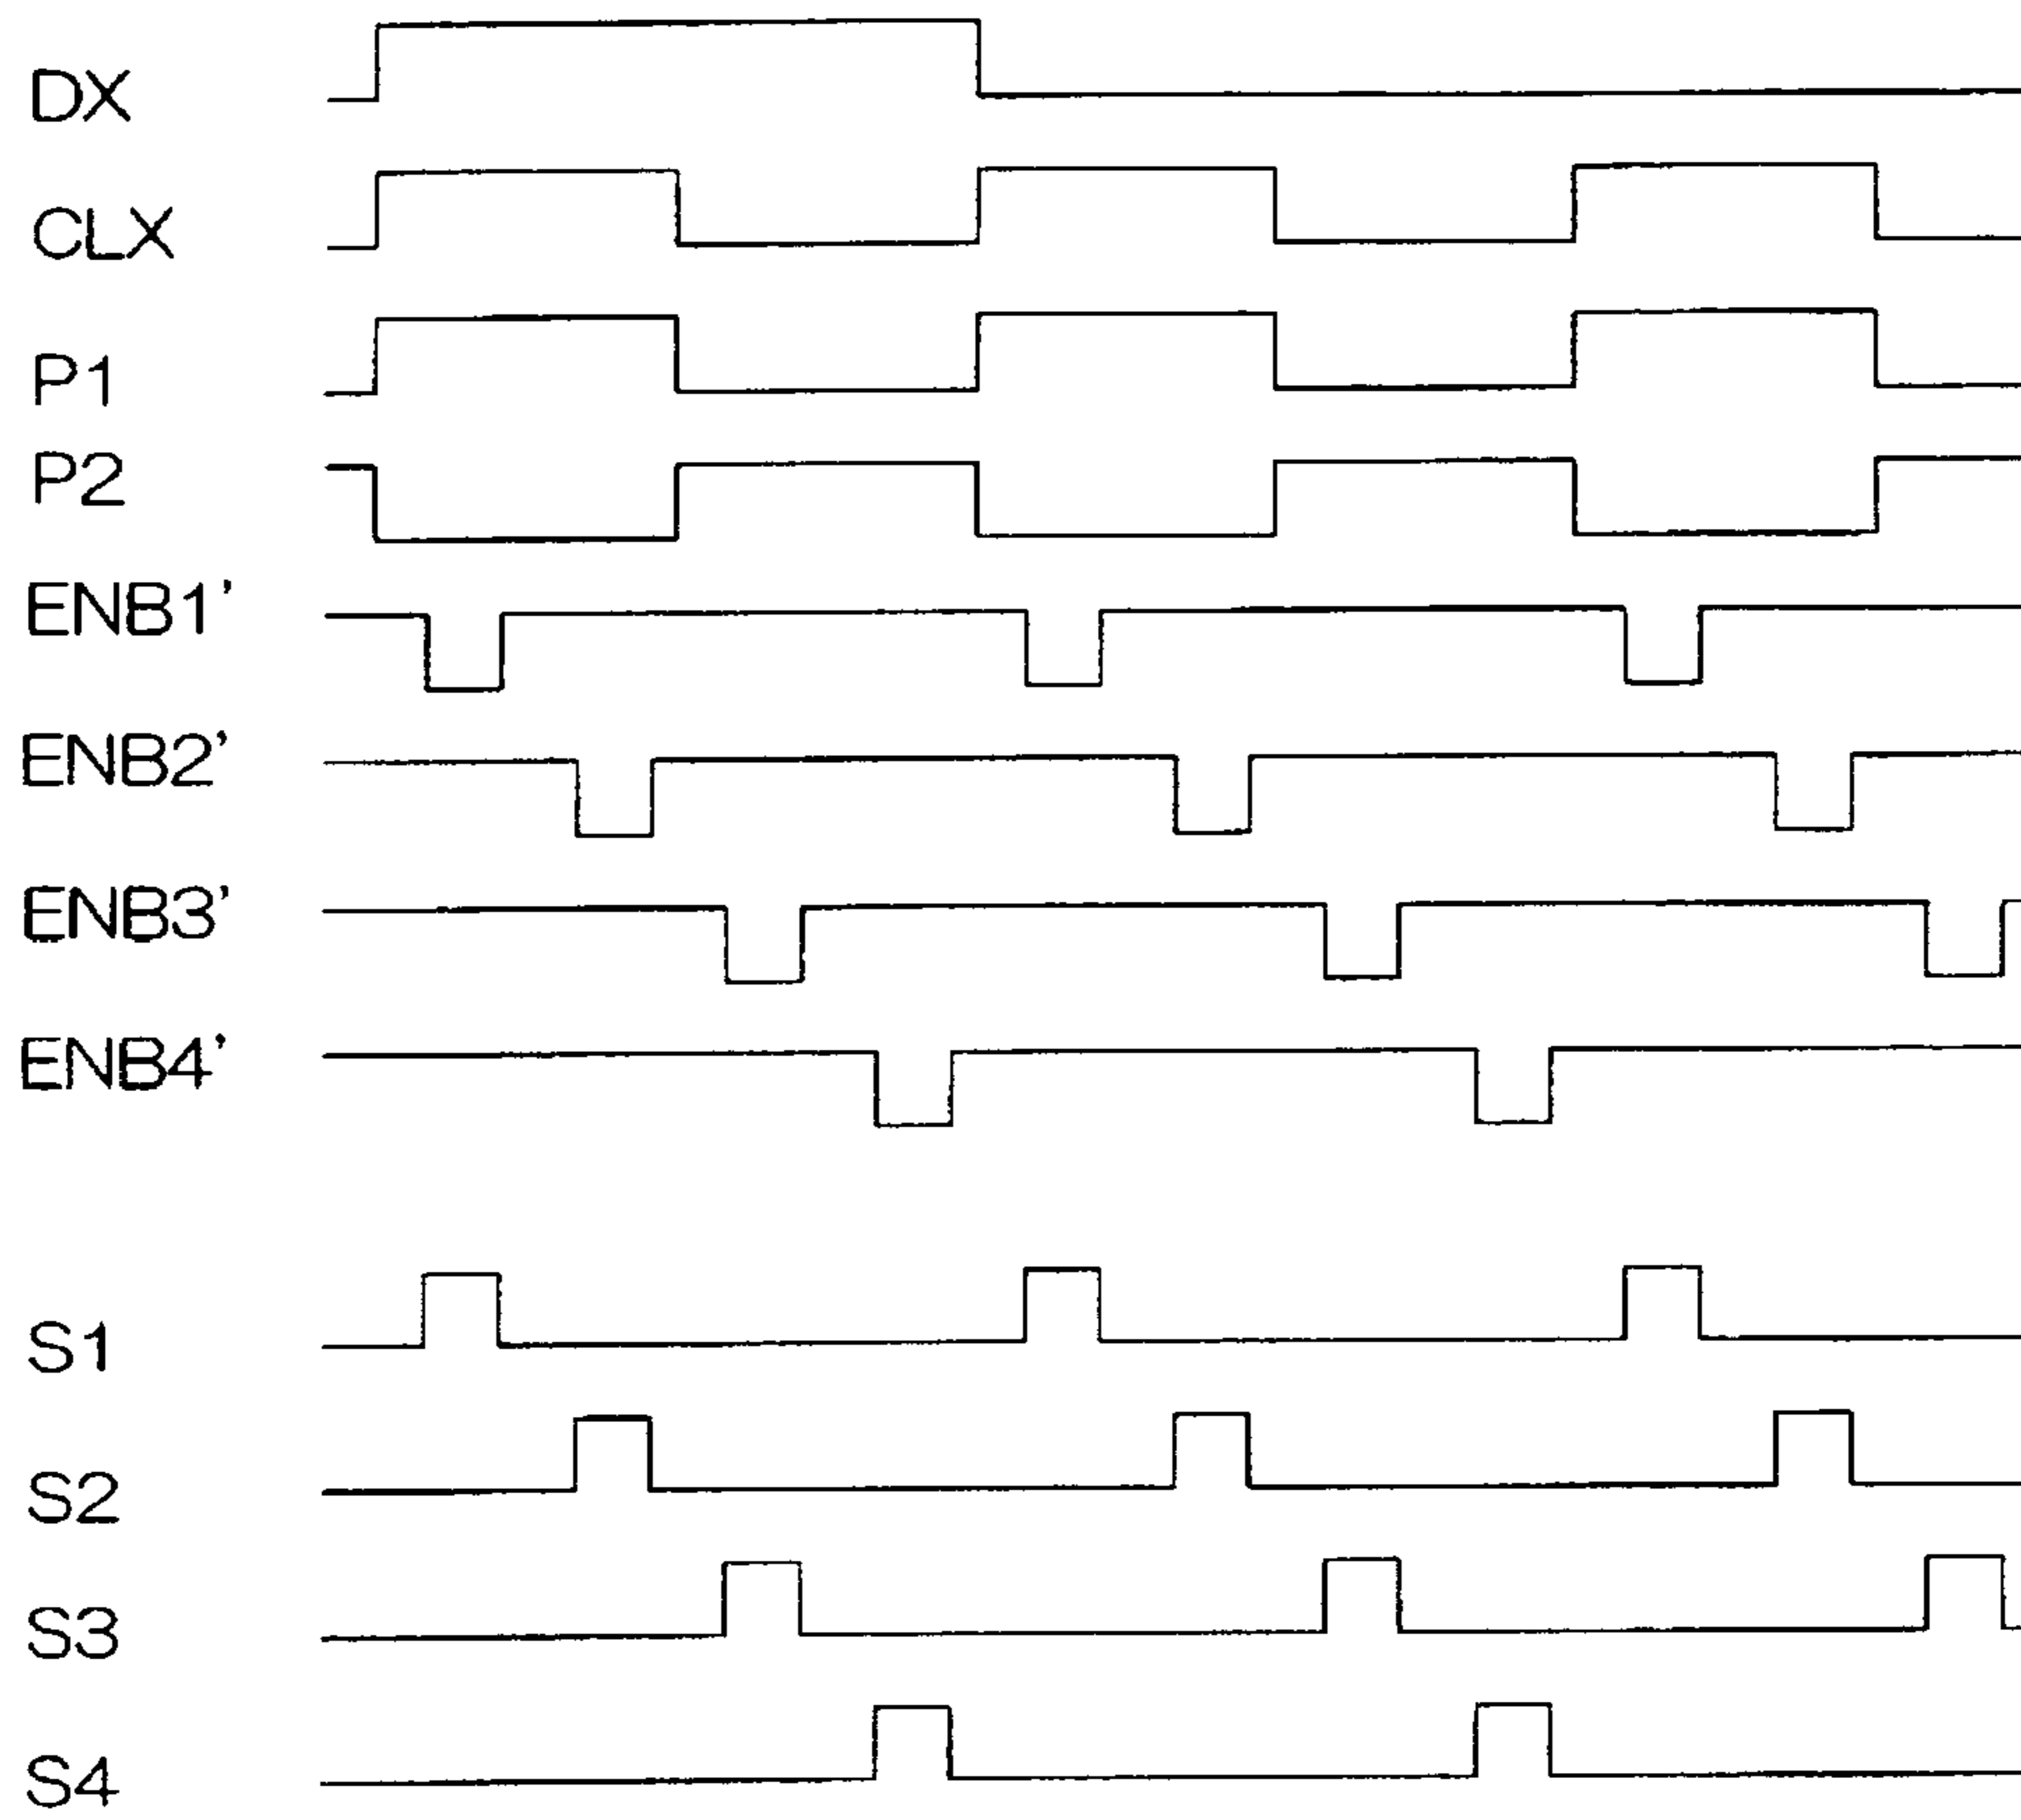 DX
CLX
P1
P2
ENB1'
ENB2'
ENB3'
ENB4'
S1
S2
S3
S4